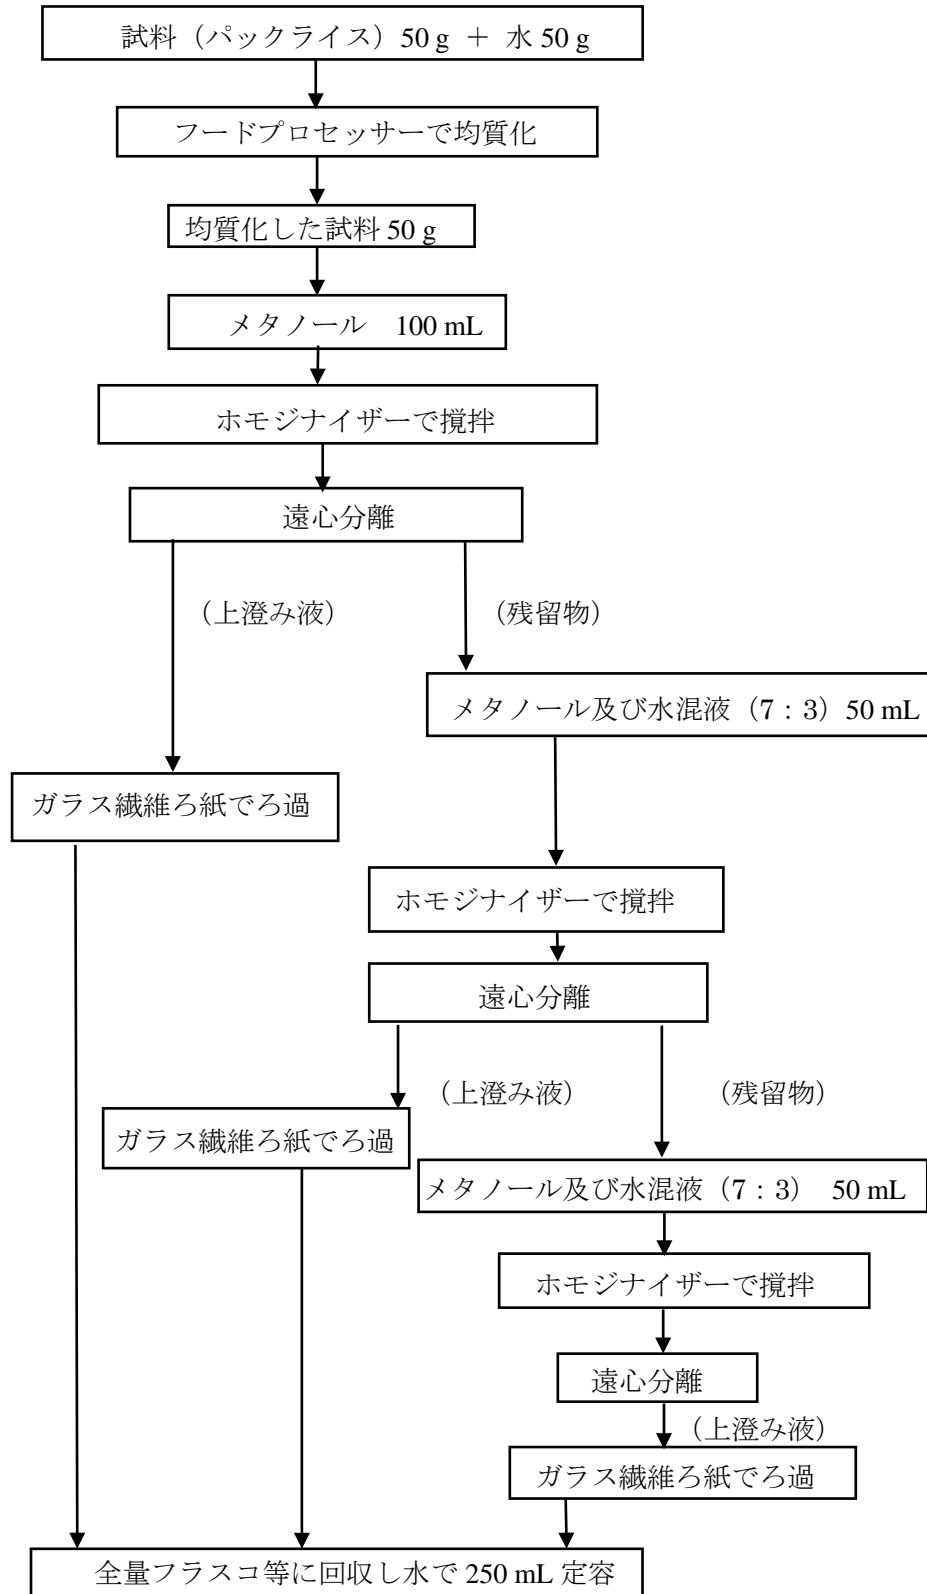 試料（パックライス）50 g ＋ 水 50 g
フードプロセッサーで均質化
均質化した試料 50 g
メタノール　100 mL
ホモジナイザーで撹拌
遠心分離
（上澄み液）
（残留物）
メタノール及び水混液（7：3）50 mL
ガラス繊維ろ紙でろ過
ホモジナイザーで撹拌
遠心分離
（上澄み液）
（残留物）
ガラス繊維ろ紙でろ過
メタノール及び水混液（7：3）　50 mL
ホモジナイザーで撹拌
遠心分離
（上澄み液）
ガラス繊維ろ紙でろ過
全量フラスコ等に回収し水で 250 mL 定容